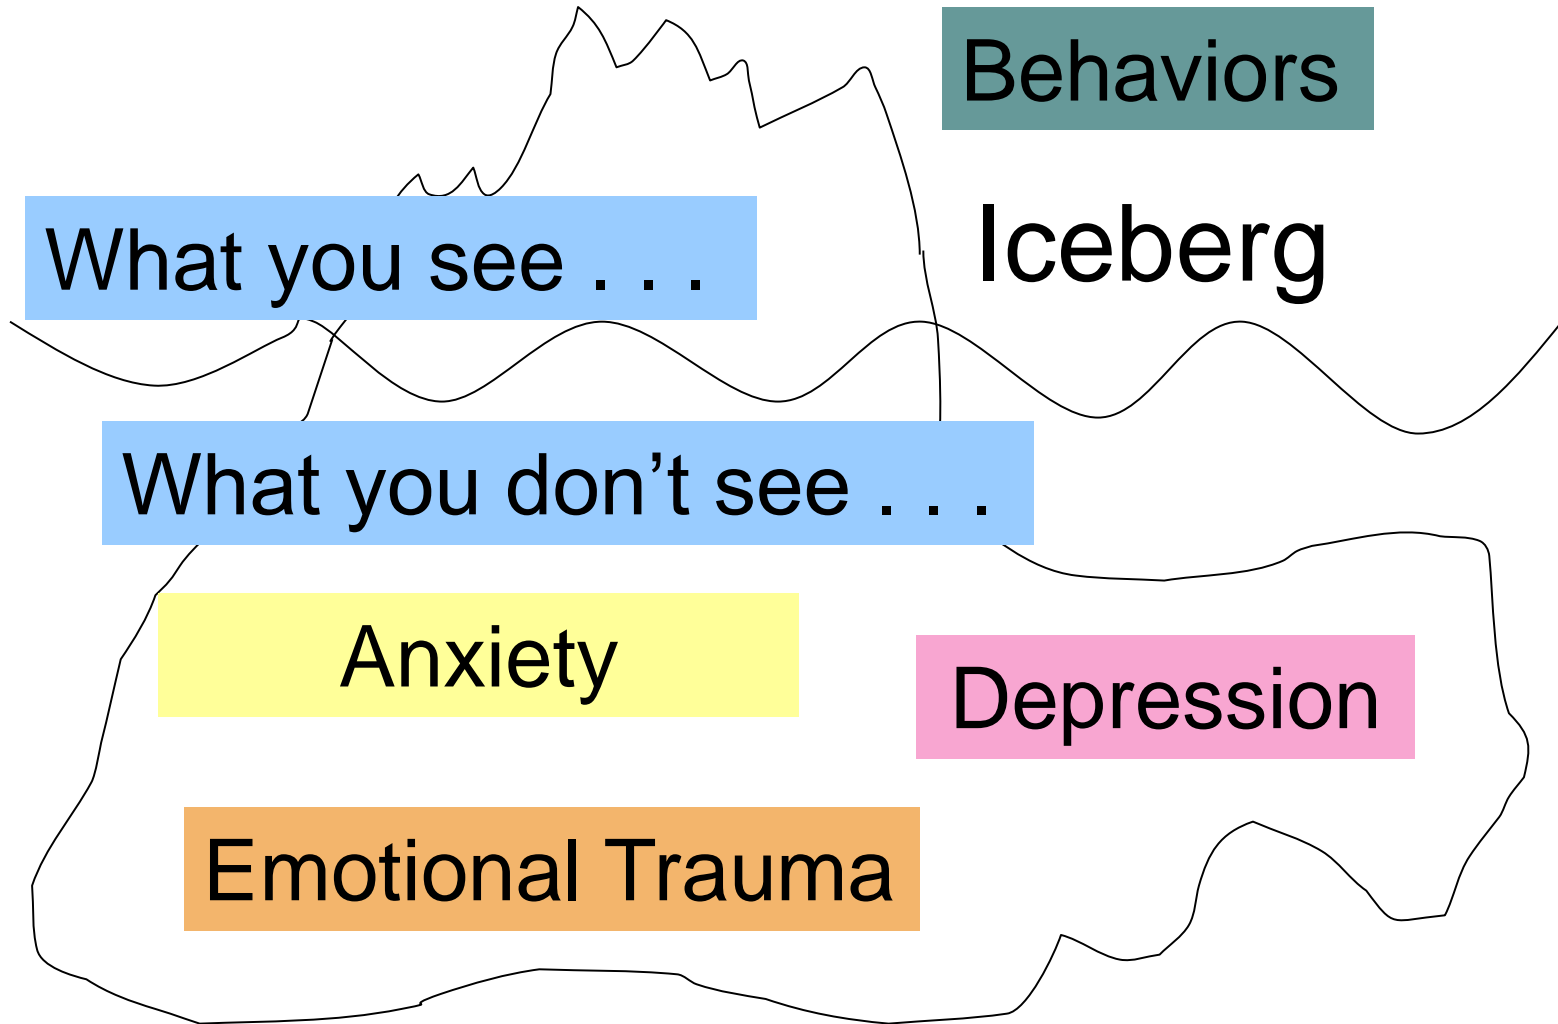 Behaviors
Iceberg
What you see . . .
What you don’t see . . .
Anxiety
Depression
Emotional Trauma